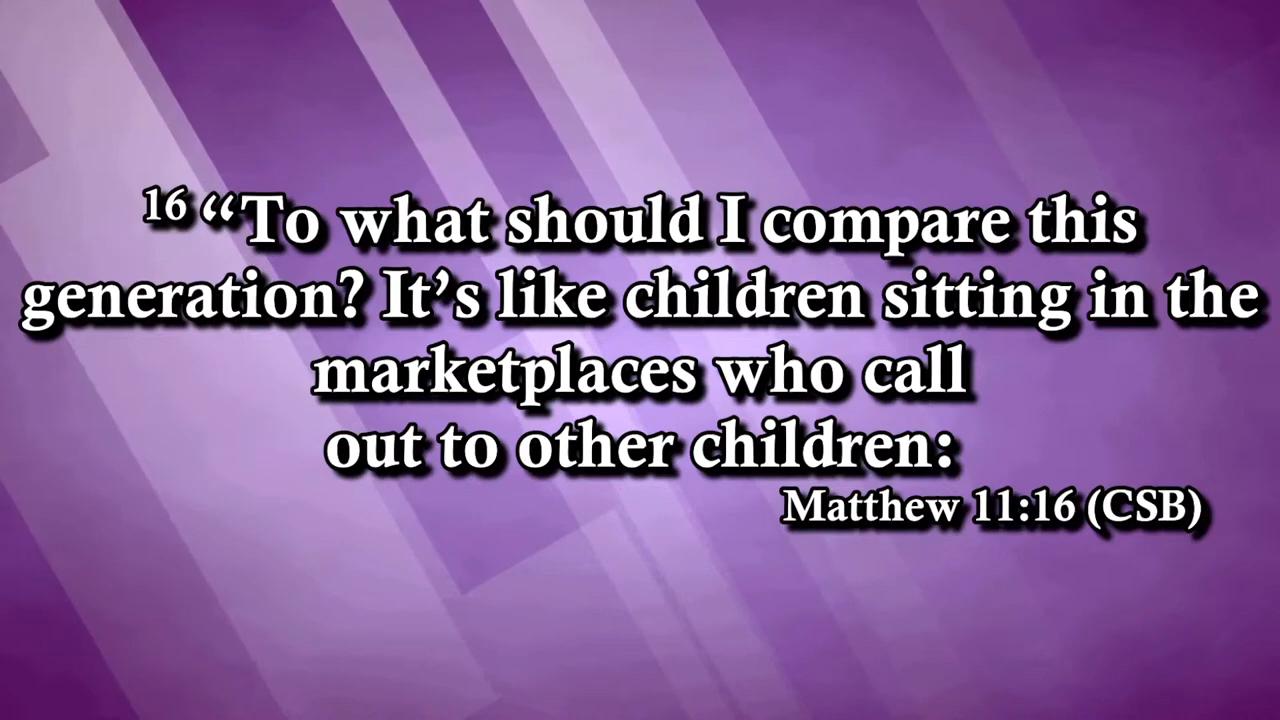 16 “To what should I compare this
generation? It’s like children sitting in the
marketplaces who call
out to other children:
Matthew 11:16 (CSB)